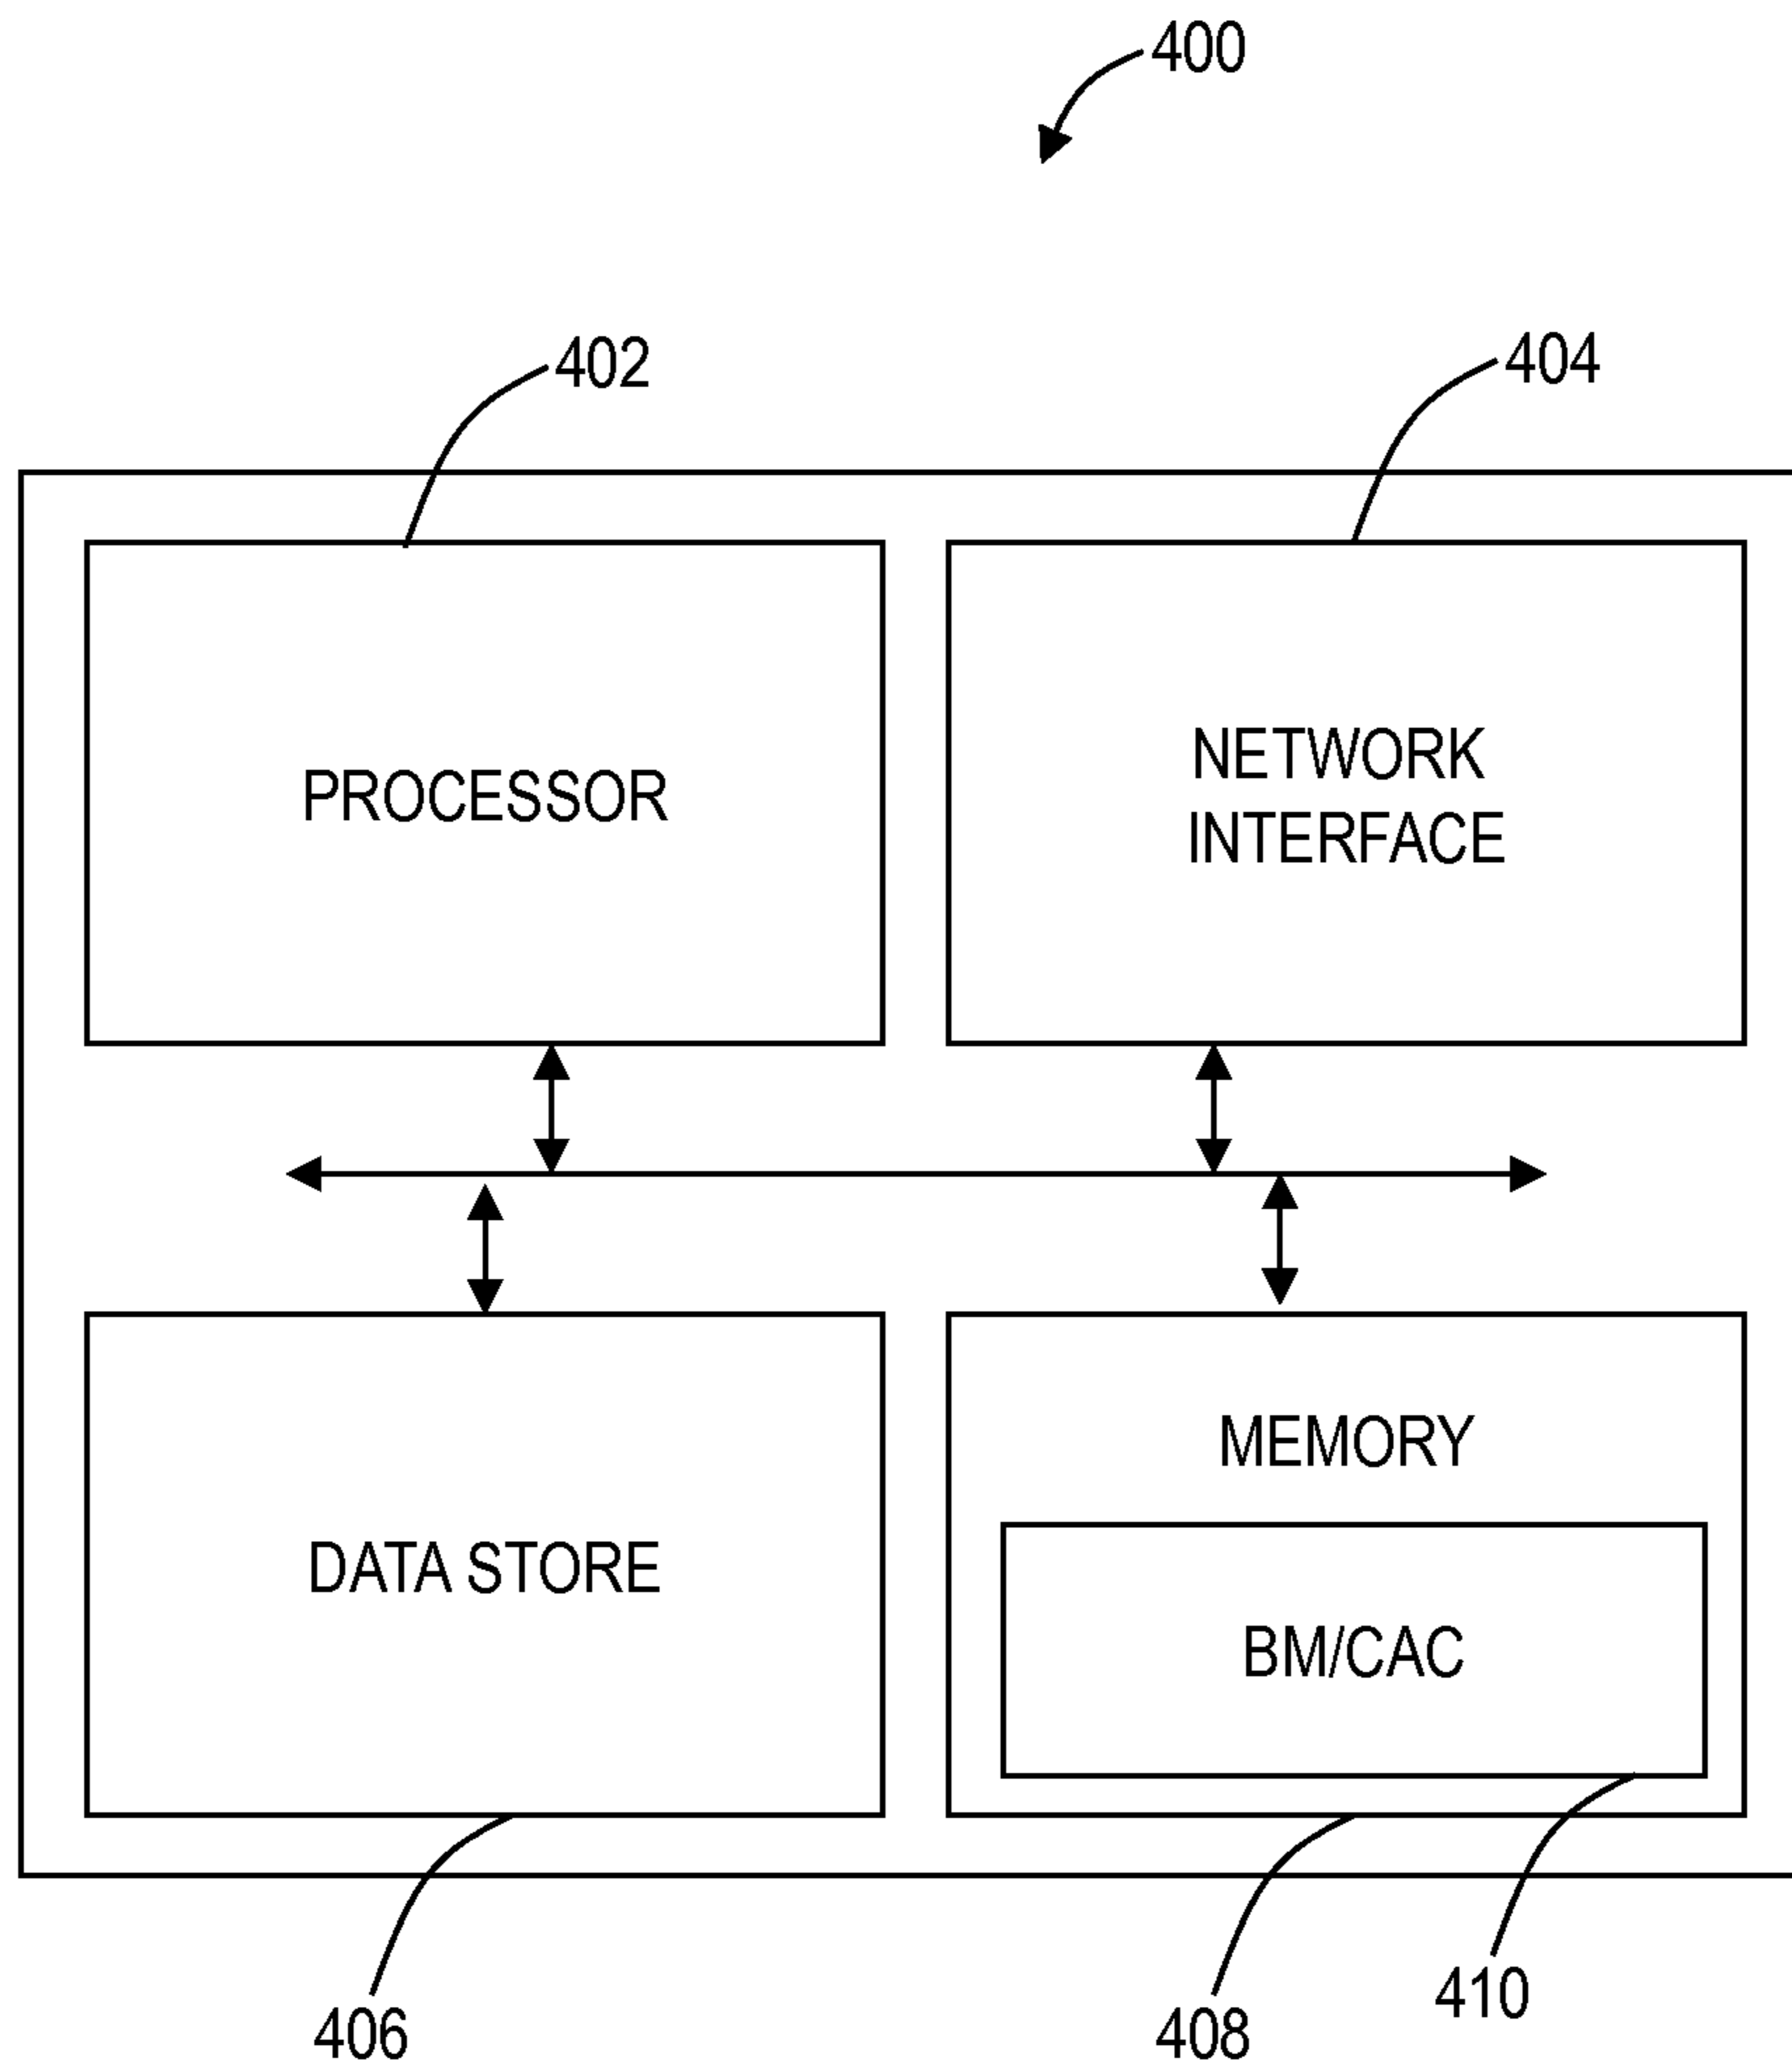 400
402
404
PROCESSOR
NETWORK
INTERFACE
DATA STORE
MEMORY
BM/CAC
406
408
410